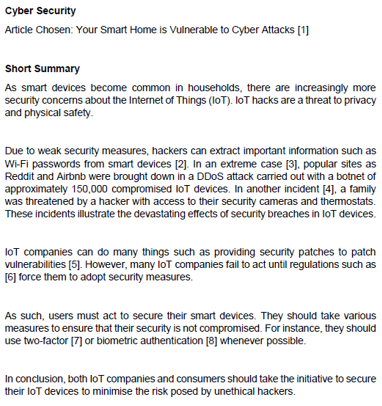 Cyber Security
Article Chosen: Your Smart Home is Vulnerable to Cyber Attacks [1]
Short Summary
As smart devices become common in households, there are increasingly more
security concerns about the Internet of Things (IoT). IoT hacks are a threat to privacy
and physical safety.
Due to weak security measures, hackers can extract important information such as
Wi-Fi passwords from smart devices [2]. In an extreme case [3], popular sites as
Reddit and Airbnb were brought down in a DDoS attack carried out with a botnet of
approximately 150,000 compromised IoT devices. In another incident [4], a family
was threatened by a hacker with access to their security cameras and thermostats.
These incidents illustrate the devastating effects of security breaches in IoT devices.
IoT companies can do many things such as providing security patches to patch
vulnerabilities [5]. However, many IoT companies fail to act until regulations such as
[6] force them to adopt security measures.
As such, users must act to secure their smart devices. They should take various
measures to ensure that their security is not compromised. For instance, they should
use two-factor [7] or biometric authentication [8] whenever possible.
In conclusion, both IoT companies and consumers should take the initiative to secure
their IoT devices to minimise the risk posed by unethical hackers.